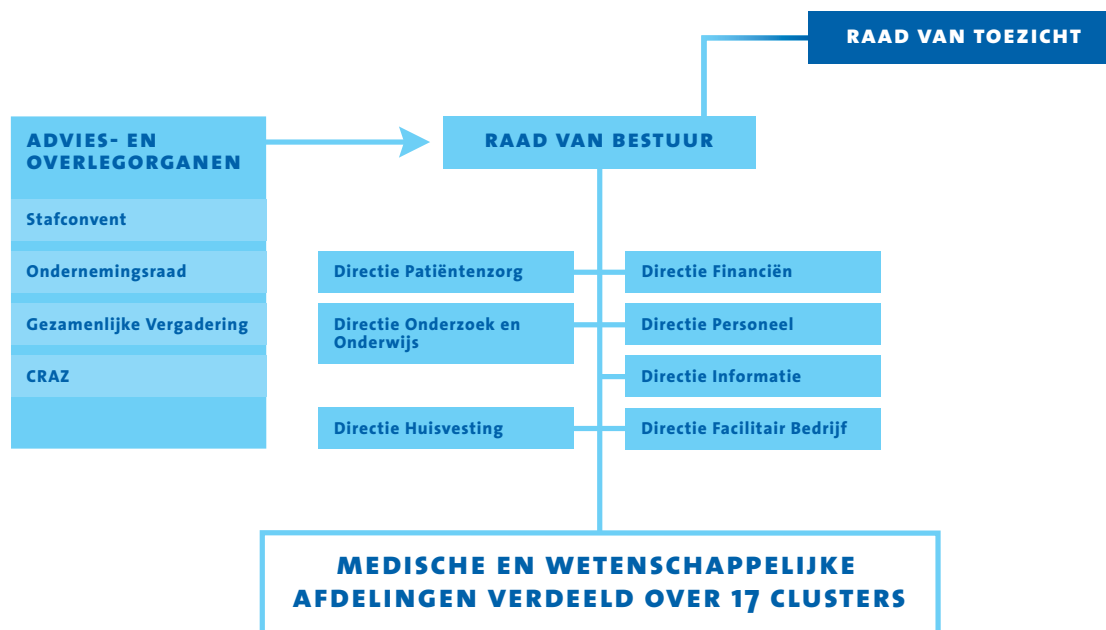 RAAD VAN TOEZICHT
ADVIES- EN
OVERLEGORGANEN
Stafconvent
Ondernemingsraad
Gezamenlijke Vergadering
CRAZ
RAAD VAN BESTUUR
Directie Patiëntenzorg
Directie Financiën
Directie Onderzoek en
Onderwijs
Directie Personeel
Directie Informatie
Directie Huisvesting
Directie Facilitair Bedrijf
MEDISCHE EN WETENSCHAPPELIJKE
AFDELINGEN VERDEELD OVER 17 CLUSTERS